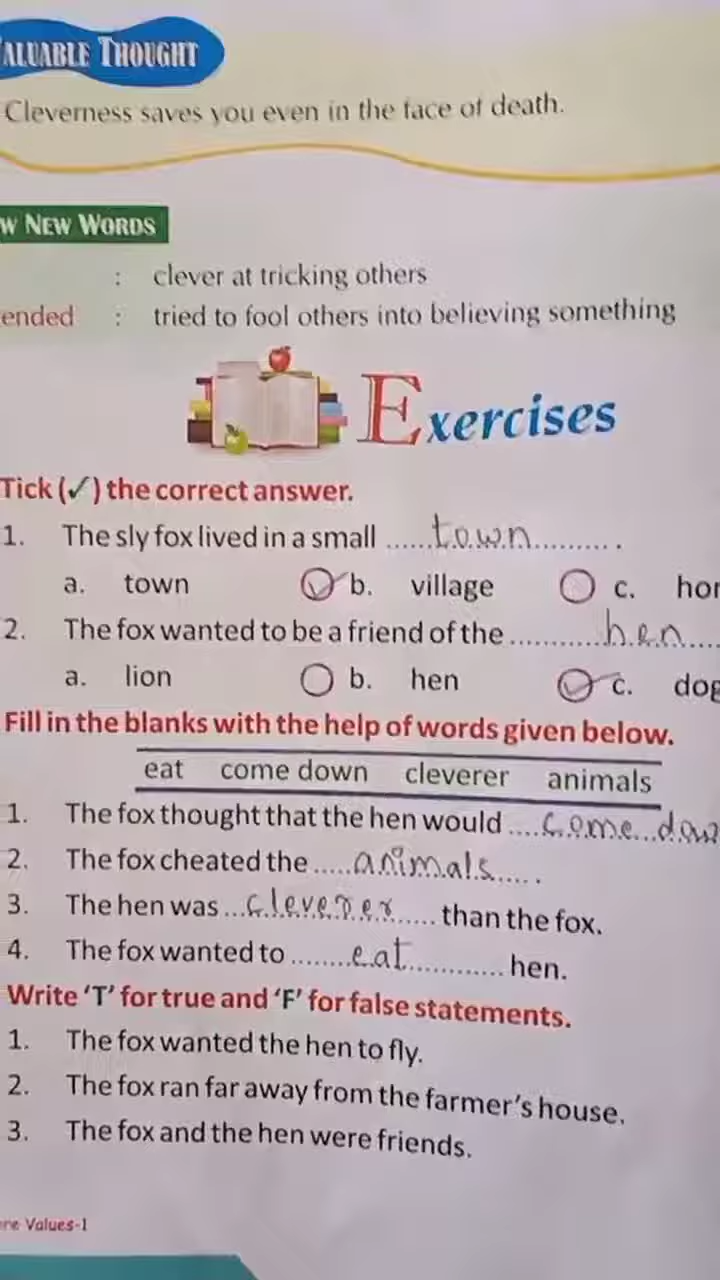 VALUABLE THOUGHT
Cleverness saves you even in the face of death.
NEW WORDS
: clever at tricking others
ended : tried to fool others into believing something
Exercises
Tick (✓) the correct answer.
1. The sly fox lived in a small ......town..........
a. town b. village c. hor
2. The fox wanted to be a friend of the ...........hen....
a. lion b. hen c. dog
Fill in the blanks with the help of words given below.
eat come down cleverer animals
1. The fox thought that the hen would ....come...dow
2. The fox cheated the .....animals......
3. The hen was ...cleverer...... than the fox.
4. The fox wanted to ........eat............ hen.
Write ‘T’ for true and ‘F’ for false statements.
1. The fox wanted the hen to fly.
2. The fox ran far away from the farmer’s house.
3. The fox and the hen were friends.
re Values-1